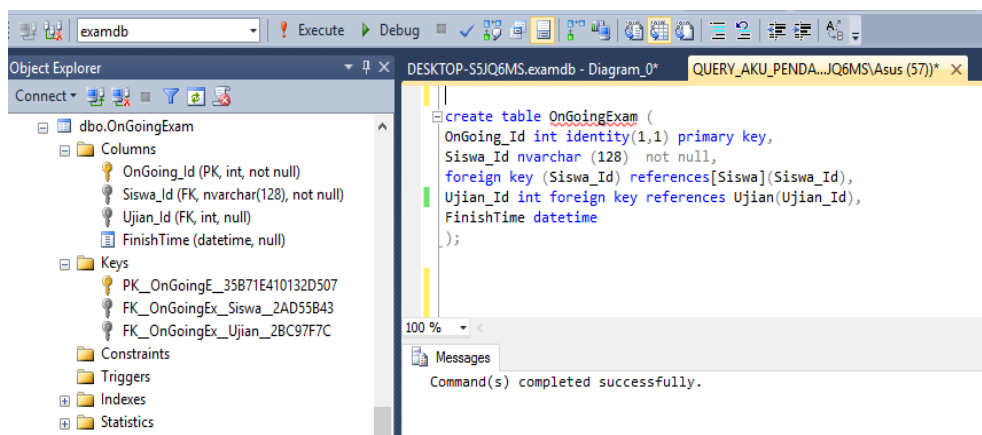 examdb
Execute
Debug
Object Explorer
Connect
dbo.OnGoingExam
Columns
OnGoing_Id (PK, int, not null)
Siswa_Id (FK, nvarchar(128), not null)
Ujian_Id (FK, int, null)
FinishTime (datetime, null)
Keys
PK__OnGoingE__35B71E410132D507
FK__OnGoingEx__Siswa__2AD55B43
FK__OnGoingEx__Ujian__2BC97F7C
Constraints
Triggers
Indexes
Statistics
DESKTOP-S5JQ6MS.examdb - Diagram_0*
QUERY_AKU_PENDA...JQ6MS\Asus (57))*
create table OnGoingExam (
OnGoing_Id int identity(1,1) primary key,
Siswa_Id nvarchar (128)  not null,
foreign key (Siswa_Id) references[Siswa](Siswa_Id),
Ujian_Id int foreign key references Ujian(Ujian_Id),
FinishTime datetime
);
100 %
Messages
Command(s) completed successfully.